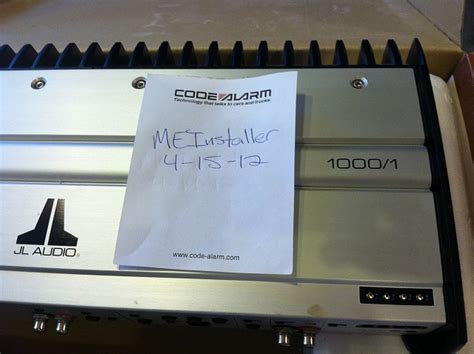 CODE ALARM
Technology that talks to cars and trucks.
MEInstaller
4-15-12
1000/1
JL AUDIO
www.code-alarm.com